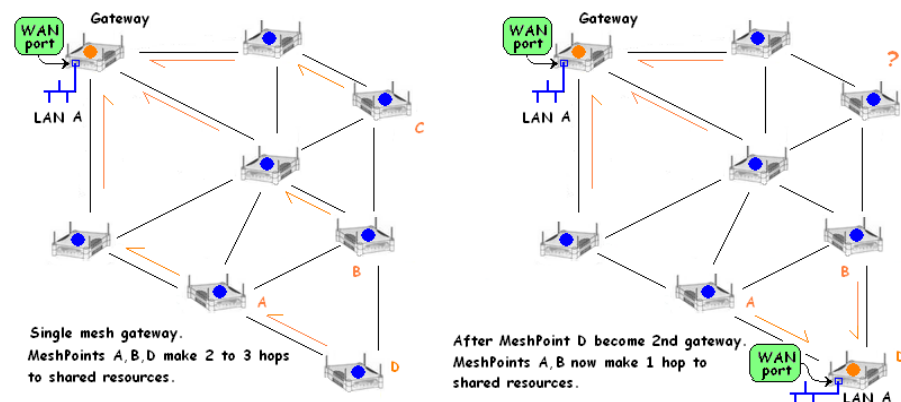 Gateway
WAN
port
LAN A
C
B
A
D
Single mesh gateway.
MeshPoints A,B,D make 2 to 3 hops
to shared resources.
Gateway
WAN
port
LAN A
?
B
A
D
After MeshPoint D become 2nd gateway.
MeshPoints A,B now make 1 hop to
shared resources.
WAN
port
LAN A